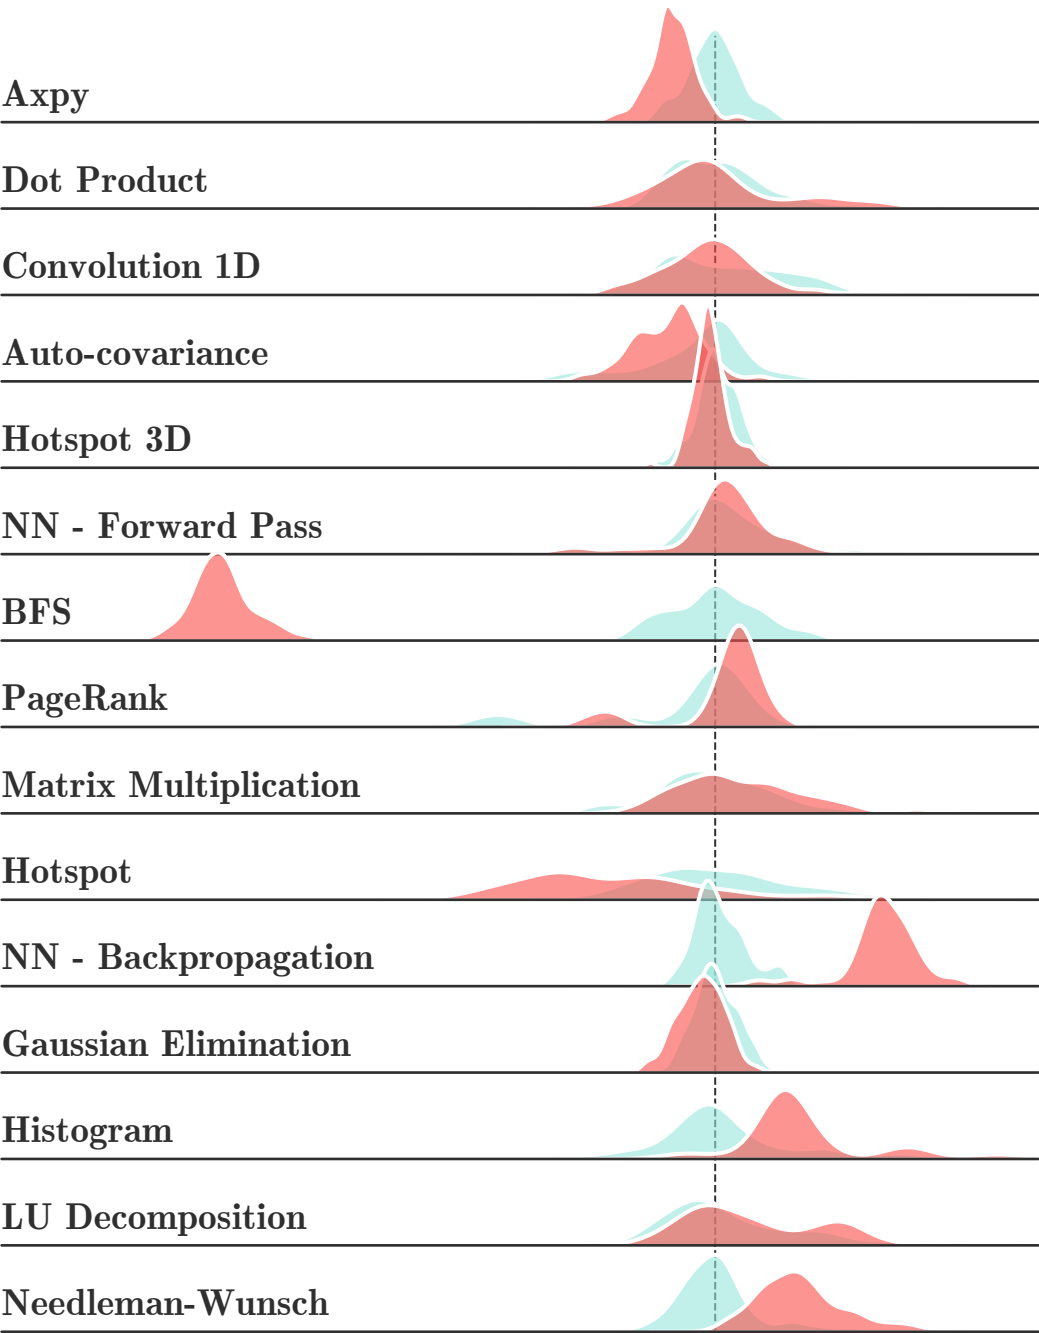 Axpy
Dot Product
Convolution 1D
Auto-covariance
Hotspot 3D
NN - Forward Pass
BFS
PageRank
Matrix Multiplication
Hotspot
NN - Backpropagation
Gaussian Elimination
Histogram
LU Decomposition
Needleman-Wunsch